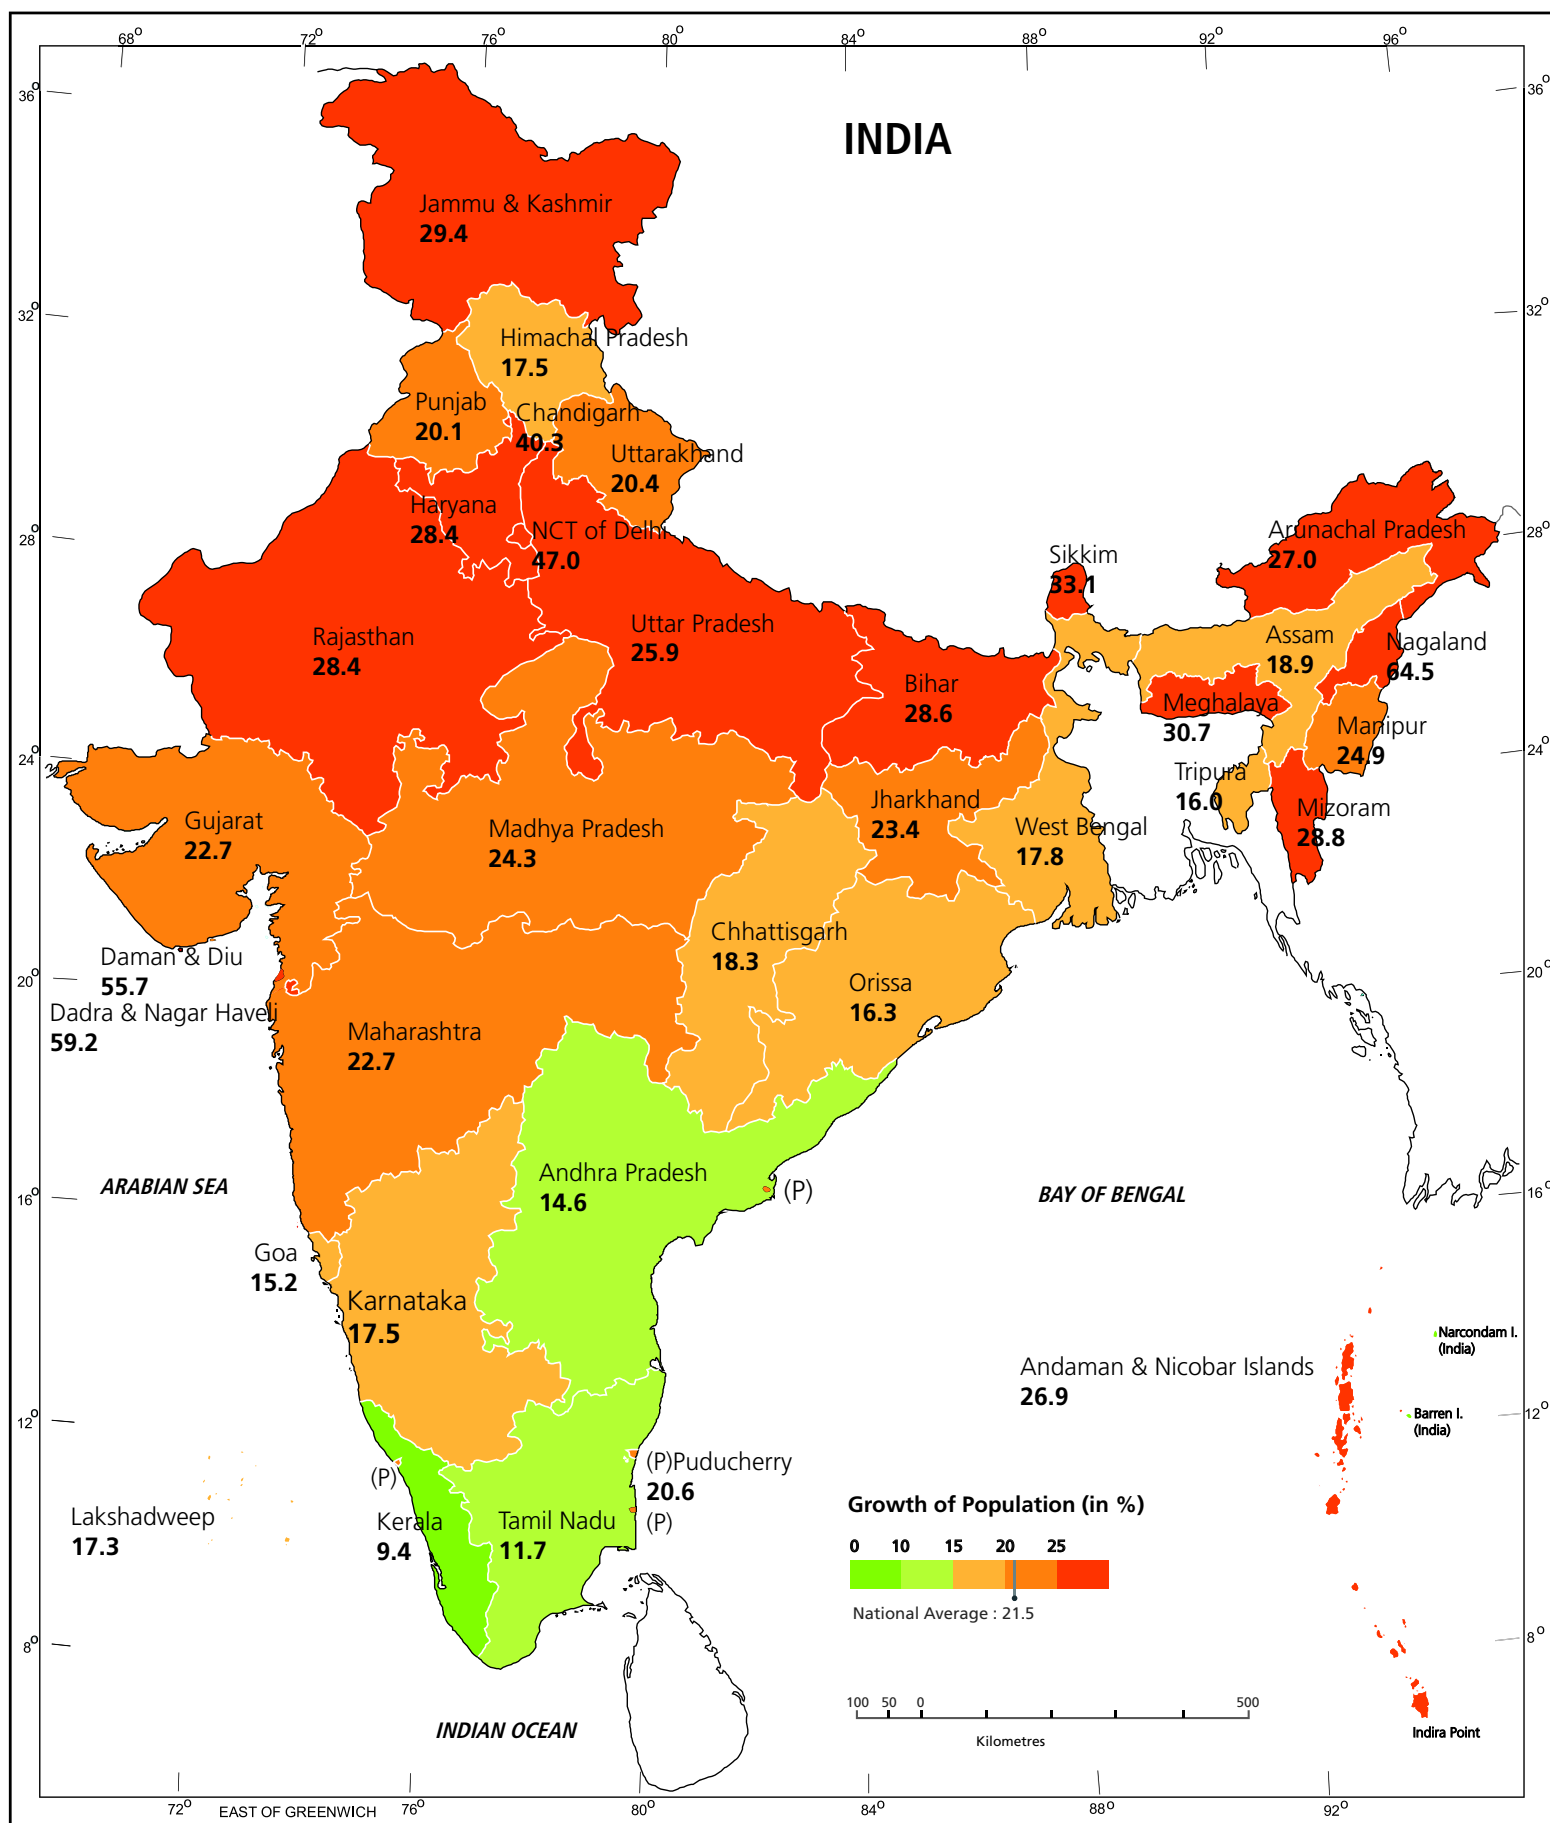 68° 72° 76° 80° 84° 88° 92° 96°
36° 36°
INDIA
Jammu & Kashmir
29.4
32° 32°
Himachal Pradesh
17.5
Punjab
20.1
Chandigarh
40.3
Uttarakhand
20.4
Haryana
28.4
NCT of Delhi
47.0
28° 28°
Arunachal Pradesh
27.0
Sikkim
33.1
Rajasthan
28.4
Uttar Pradesh
25.9
Assam
18.9
Nagaland
64.5
Bihar
28.6
Meghalaya
30.7
Manipur
24.9
24° 24°
Tripura
16.0
Mizoram
28.8
Gujarat
22.7
Madhya Pradesh
24.3
Jharkhand
23.4
West Bengal
17.8
Chhattisgarh
18.3
Daman & Diu
55.7
20° 20°
Orissa
16.3
Dadra & Nagar Haveli
59.2
Maharashtra
22.7
Andhra Pradesh
14.6
ARABIAN SEA
(P)
BAY OF BENGAL
16° 16°
Goa
15.2
Karnataka
17.5
Narcondam I.
(India)
Andaman & Nicobar Islands
26.9
Barren I.
(India)
12° 12°
(P)
(P)Puducherry
20.6
(P)
Lakshadweep
17.3
Kerala
9.4
Tamil Nadu
11.7
Growth of Population (in %)
0 10 15 20 25
National Average : 21.5
8° 8°
100 50 0 500
Kilometres
INDIAN OCEAN
Indira Point
72° EAST OF GREENWICH 76° 80° 84° 88° 92°